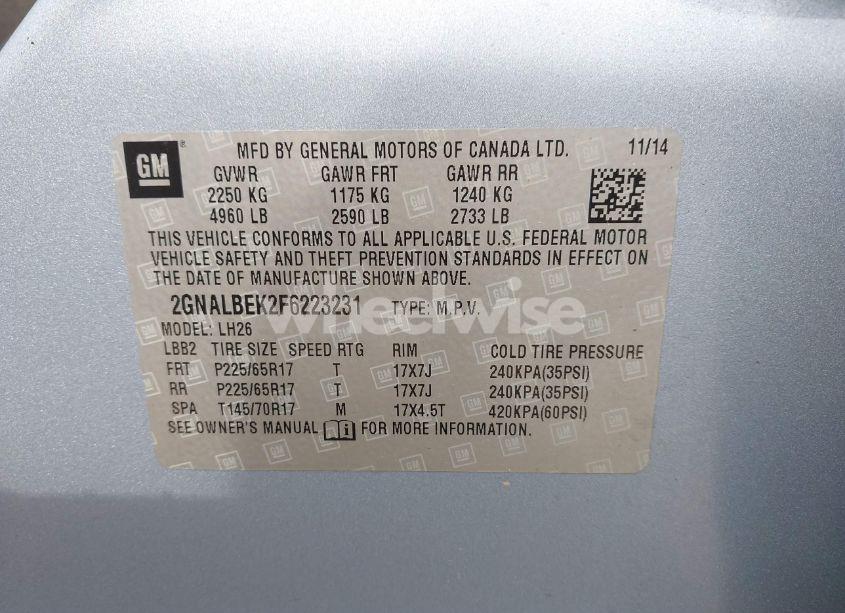 GM ® MFD BY GENERAL MOTORS OF CANADA LTD. 11/14
GVWR GAWR FRT GAWR RR
2250 KG 1175 KG 1240 KG
4960 LB 2590 LB 2733 LB
THIS VEHICLE CONFORMS TO ALL APPLICABLE U.S. FEDERAL MOTOR
VEHICLE SAFETY AND THEFT PREVENTION STANDARDS IN EFFECT ON
THE DATE OF MANUFACTURE SHOWN ABOVE.
2GNALBEK2F6223231 TYPE: M.P.V.
wheelwise
MODEL: LH26
LBB2 TIRE SIZE SPEED RTG RIM COLD TIRE PRESSURE
FRT P225/65R17 T 17X7J 240KPA(35PSI)
RR P225/65R17 T 17X7J 240KPA(35PSI)
SPA T145/70R17 M 17X4.5T 420KPA(60PSI)
SEE OWNER'S MANUAL FOR MORE INFORMATION.